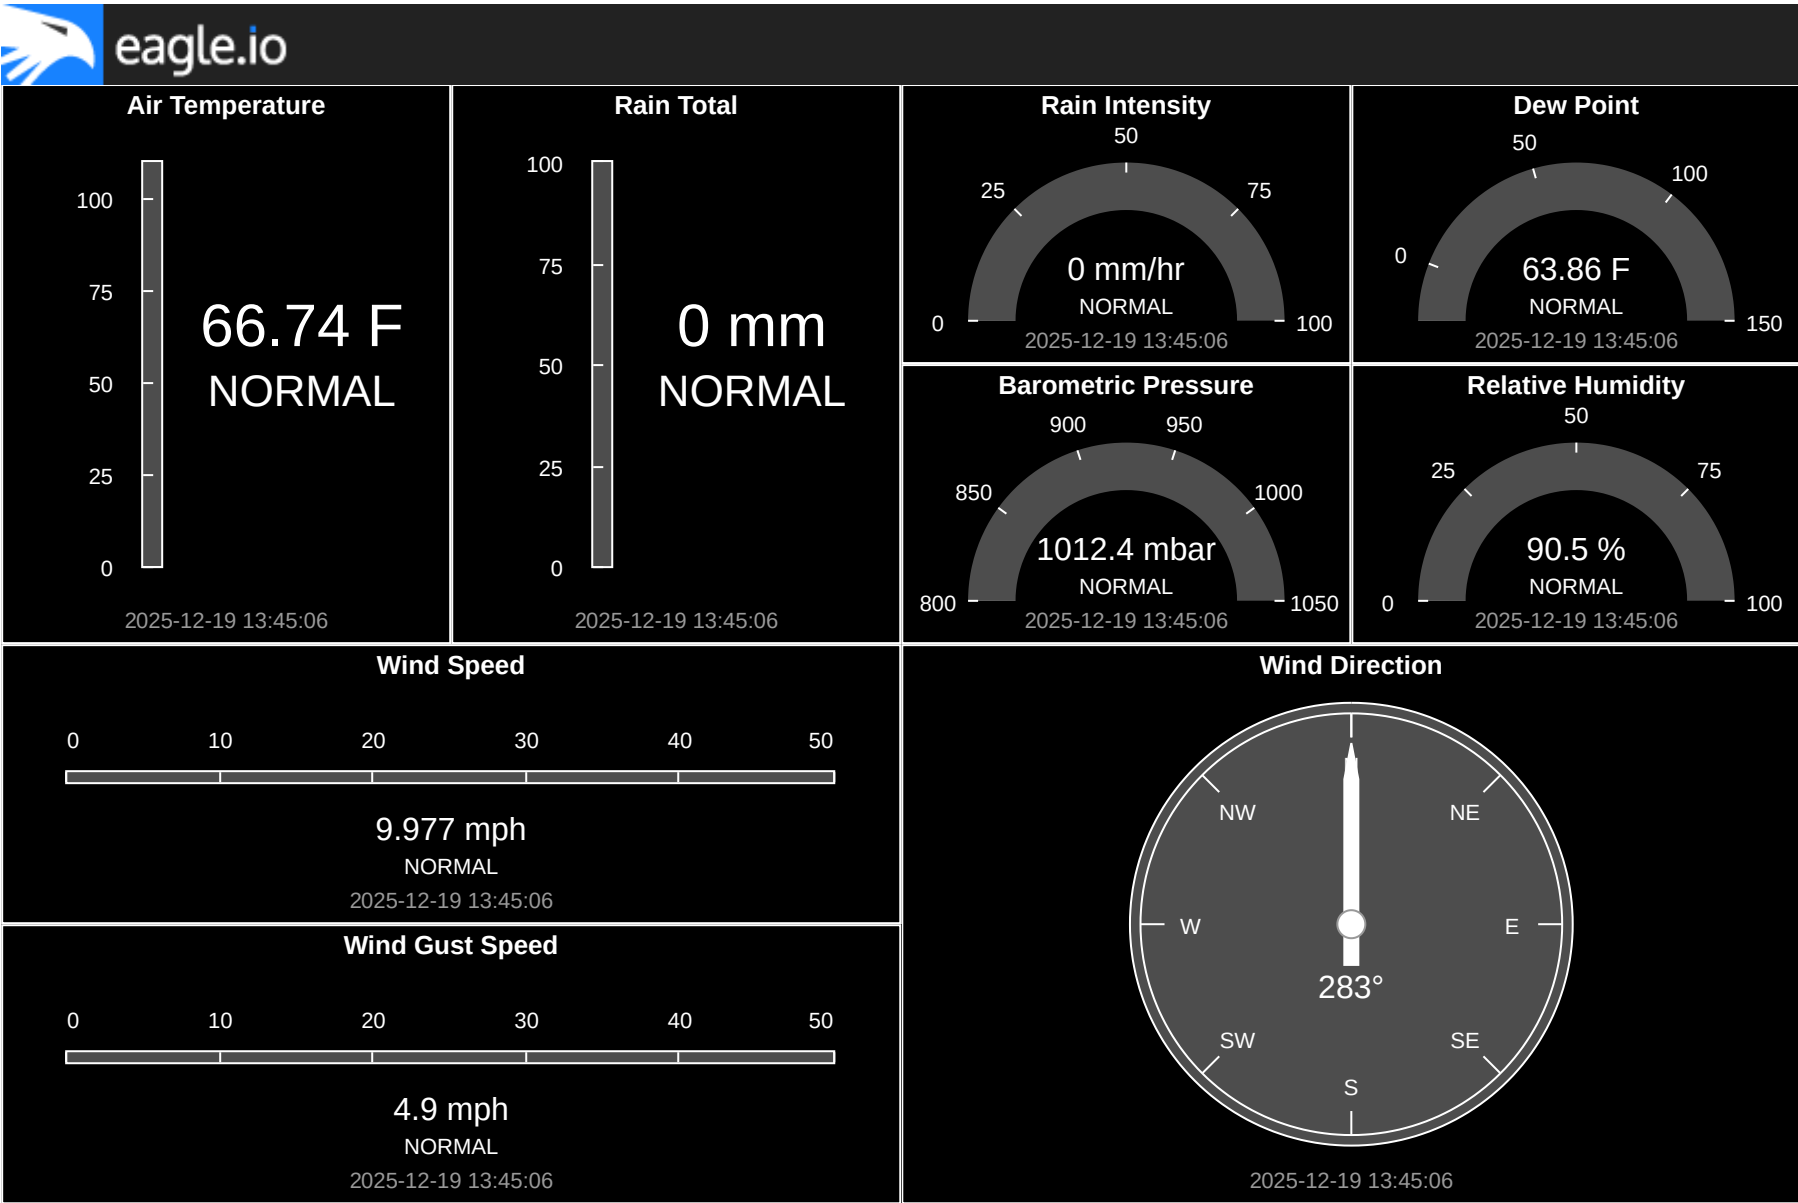 eagle.io
Air Temperature
100
75
50
25
0
66.74 F
NORMAL
2025-12-19 13:45:06
Rain Total
100
75
50
25
0
0 mm
NORMAL
2025-12-19 13:45:06
Rain Intensity
50
25
75
0
100
0 mm/hr
NORMAL
2025-12-19 13:45:06
Dew Point
50
100
0
150
63.86 F
NORMAL
2025-12-19 13:45:06
Barometric Pressure
900
950
850
1000
800
1050
1012.4 mbar
NORMAL
2025-12-19 13:45:06
Relative Humidity
50
25
75
0
100
90.5 %
NORMAL
2025-12-19 13:45:06
Wind Speed
0 10 20 30 40 50
9.977 mph
NORMAL
2025-12-19 13:45:06
Wind Gust Speed
0 10 20 30 40 50
4.9 mph
NORMAL
2025-12-19 13:45:06
Wind Direction
NW
NE
W
E
283°
SW
SE
S
2025-12-19 13:45:06